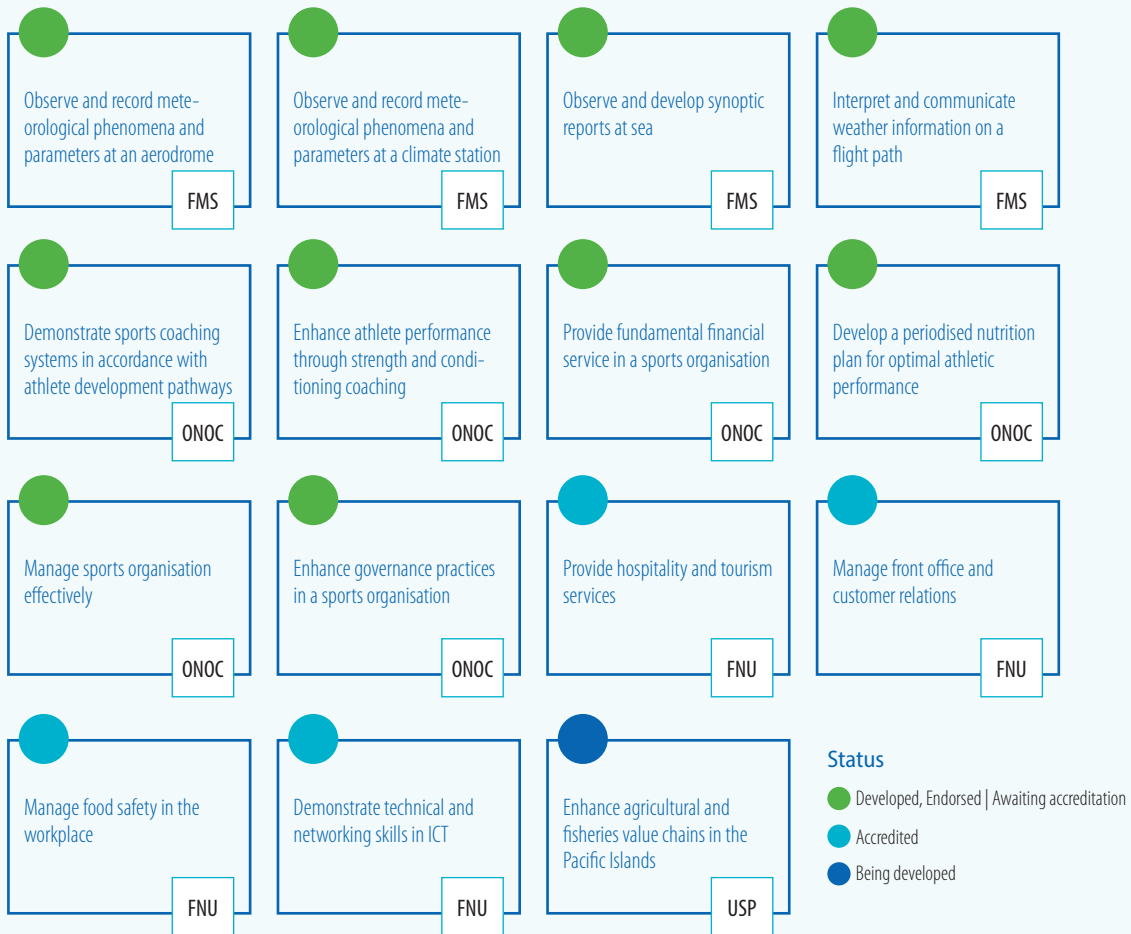 Observe and record mete-
orological phenomena and
parameters at an aerodrome
FMS
Observe and record mete-
orological phenomena and
parameters at a climate station
FMS
Observe and develop synoptic
reports at sea
FMS
Interpret and communicate
weather information on a
flight path
FMS
Demonstrate sports coaching
systems in accordance with
athlete development pathways
ONOC
Enhance athlete performance
through strength and condi-
tioning coaching
ONOC
Provide fundamental financial
service in a sports organisation
ONOC
Develop a periodised nutrition
plan for optimal athletic
performance
ONOC
Manage sports organisation
effectively
ONOC
Enhance governance practices
in a sports organisation
ONOC
Provide hospitality and tourism
services
FNU
Manage front office and
customer relations
FNU
Manage food safety in the
workplace
FNU
Demonstrate technical and
networking skills in ICT
FNU
Enhance agricultural and
fisheries value chains in the
Pacific Islands
USP
Status
Developed, Endorsed | Awaiting accreditation
Accredited
Being developed